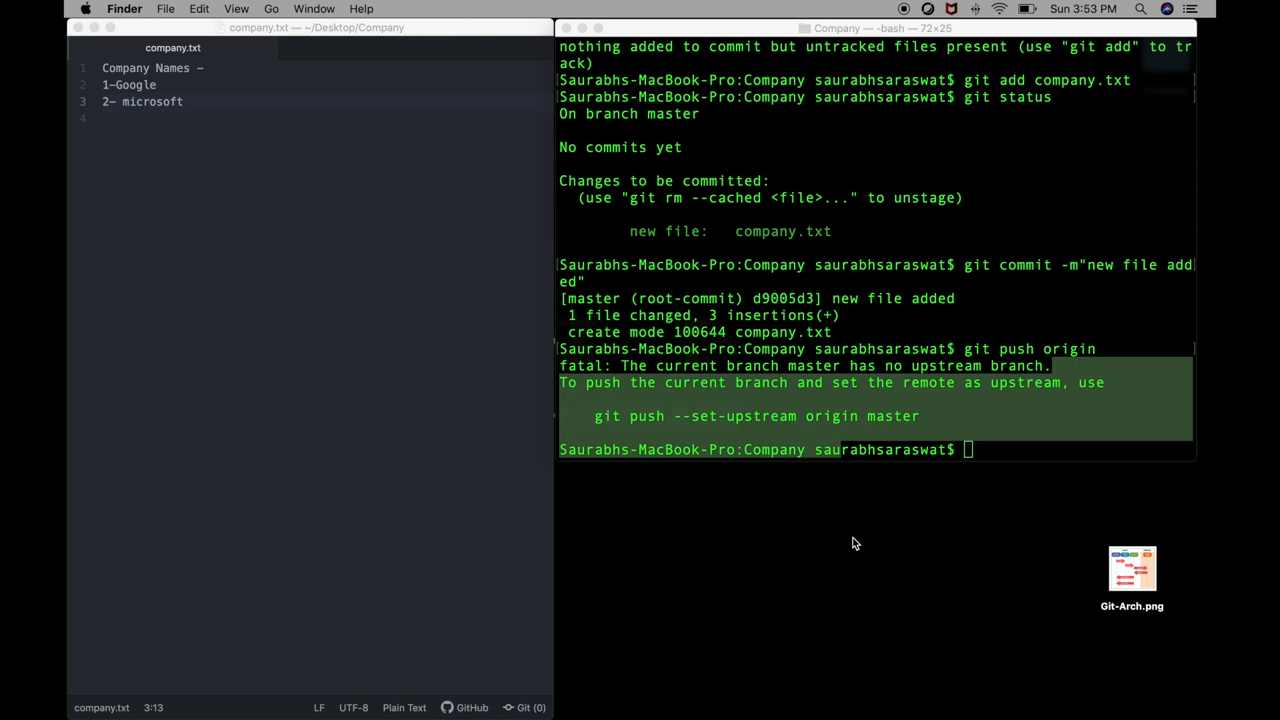 Finder File Edit View Go Window Help Sun 3:53 PM
company.txt — ~/Desktop/Company
company.txt
1 Company Names -
2 1-Google
3 2- microsoft
4
company.txt 3:13 LF UTF-8 Plain Text GitHub Git (0)
Company — -bash — 72×25
nothing added to commit but untracked files present (use "git add" to tr
ack)
[Saurabhs-MacBook-Pro:Company saurabhsaraswat$ git add company.txt ]
[Saurabhs-MacBook-Pro:Company saurabhsaraswat$ git status ]
On branch master
No commits yet
Changes to be committed:
(use "git rm --cached <file>..." to unstage)
new file: company.txt
[Saurabhs-MacBook-Pro:Company saurabhsaraswat$ git commit -m"new file add]
ed"
[master (root-commit) d9005d3] new file added
1 file changed, 3 insertions(+)
create mode 100644 company.txt
[Saurabhs-MacBook-Pro:Company saurabhsaraswat$ git push origin ]
fatal: The current branch master has no upstream branch.
To push the current branch and set the remote as upstream, use
git push --set-upstream origin master
Saurabhs-MacBook-Pro:Company saurabhsaraswat$
Git-Arch.png